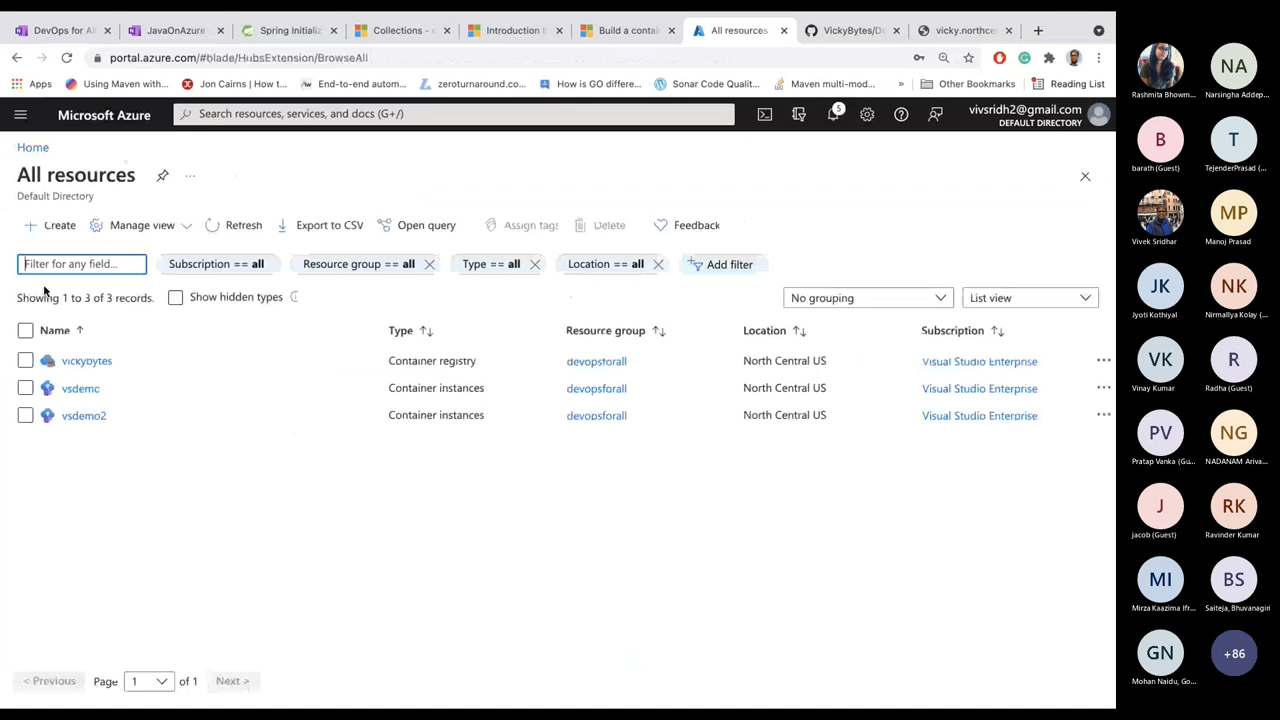 DevOps for Al
JavaOnAzure
Spring Initializ
Collections -
Introduction t
Build a contai
All resources
VickyBytes/De
vicky.northce
portal.azure.com/#blade/HubsExtension/BrowseAll
Apps
Using Maven with...
Jon Cairns | How t...
End-to-end autom...
zeroturnaround.co...
How is GO differe...
Sonar Code Qualit...
Maven multi-mod...
»
Other Bookmarks
Reading List
Microsoft Azure
Search resources, services, and docs (G+/)
5
vivsridh2@gmail.com
DEFAULT DIRECTORY
Home
All resources
...
Default Directory
Create
Manage view
Refresh
Export to CSV
Open query
Assign tags
Delete
Feedback
Filter for any field...
Subscription == all
Resource group == all
Type == all
Location == all
Add filter
Showing 1 to 3 of 3 records.
Show hidden types
No grouping
List view
Name Type Resource group Location Subscription
vickybytes Container registry devopsforall North Central US Visual Studio Enterprise ...
vsdemo Container instances devopsforall North Central US Visual Studio Enterprise ...
vsdemo2 Container instances devopsforall North Central US Visual Studio Enterprise ...
< Previous Page 1 of 1 Next >
NA
Rashmita Bhowm...
Narsingha Addep...
B
T
barath (Guest)
TejenderPrasad (...
MP
Vivek Sridhar
Manoj Prasad
JK
NK
Jyoti Kothiyal
Nirmallya Kolay (...
VK
R
Vinay Kumar
Radha (Guest)
PV
NG
Pratap Vanka (Gu...
NADANAM Ariva...
J
RK
jacob (Guest)
Ravinder Kumar
MI
BS
Mirza Kaazima Ifr...
Saiteja, Bhuvanagiri
GN
+86
Mohan Naidu, Go...